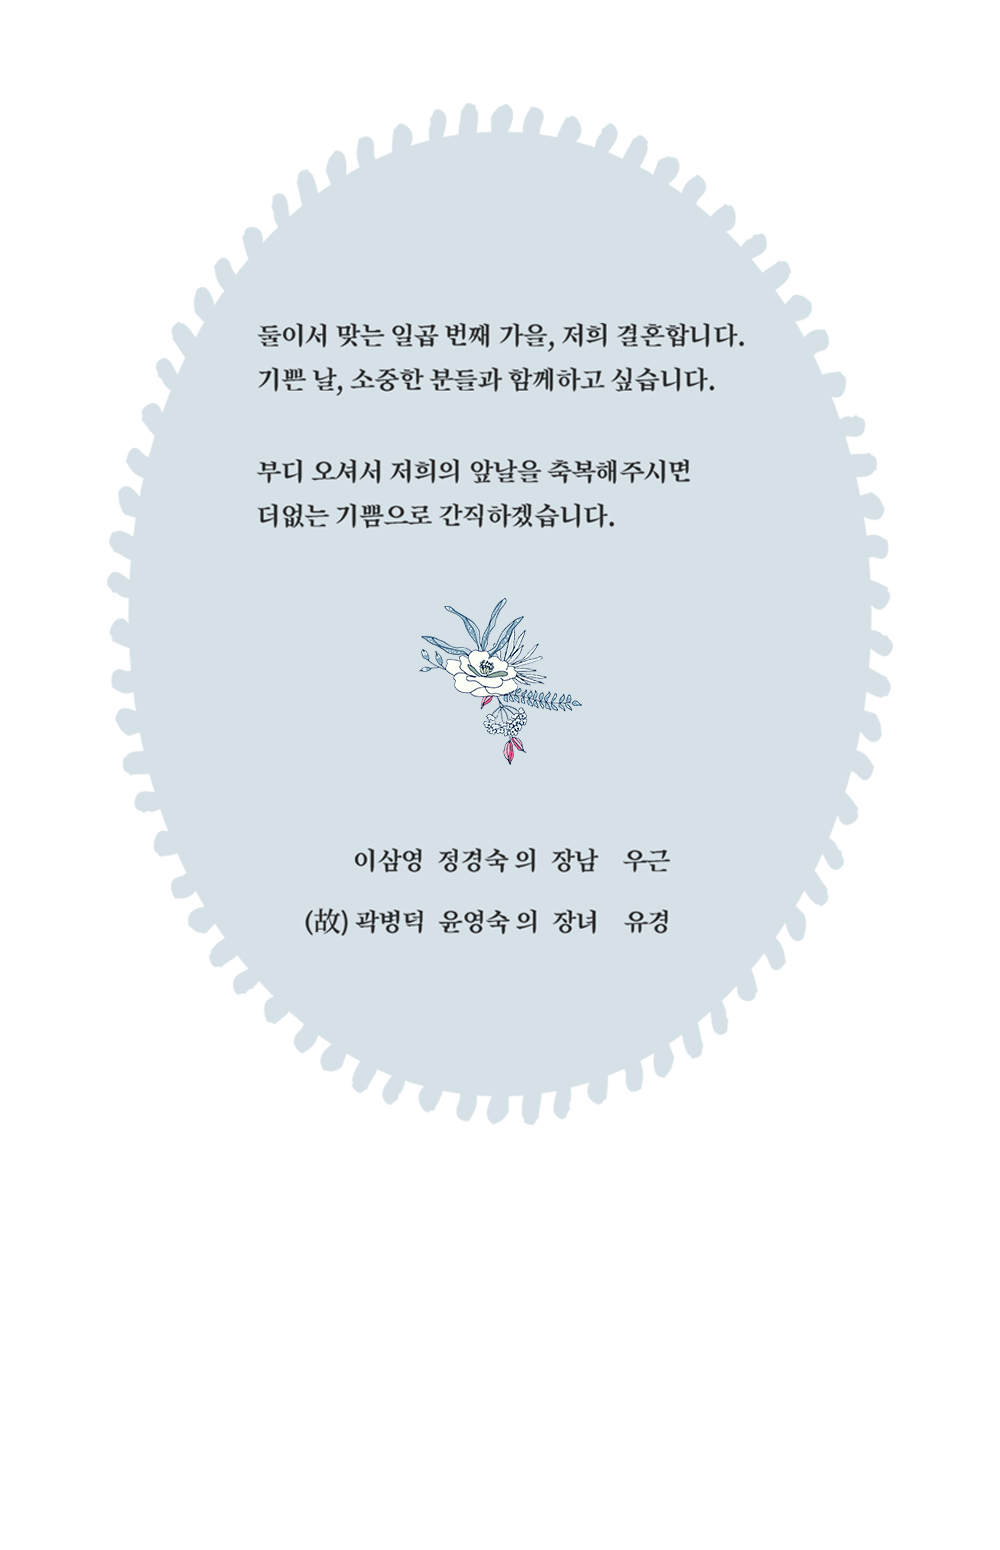 둘이서 맞는 일곱 번째 가을, 저희 결혼합니다.
기쁜 날, 소중한 분들과 함께하고 싶습니다.
부디 오셔서 저희의 앞날을 축복해주시면
더없는 기쁨으로 간직하겠습니다.
이삼영 정경숙의 장남 우근
(故) 곽병덕 윤영숙의 장녀 유경